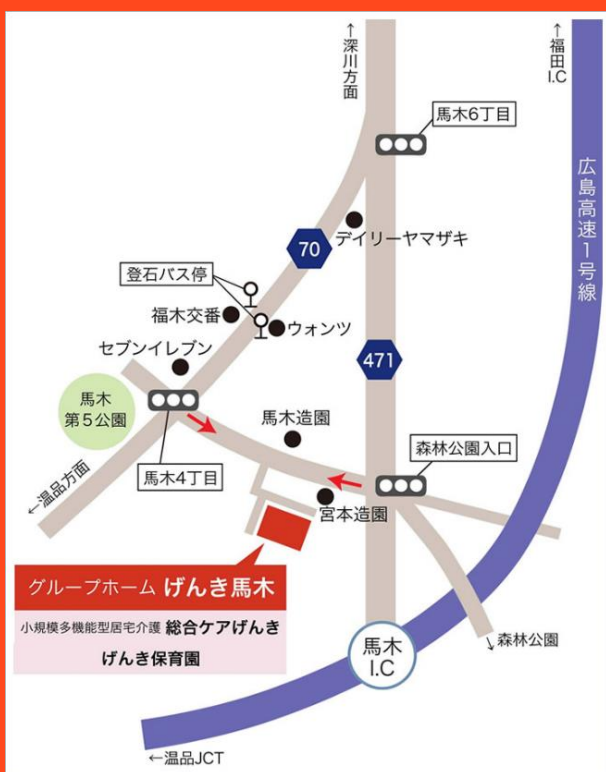 ↑深川方面
↑福田I.C
馬木6丁目
広島高速1号線
デイリーヤマザキ
70
登石バス停
福木交番
ウォンツ
セブンイレブン
471
馬木
第5公園
馬木造園
森林公園入口
馬木4丁目
←温品方面
宮本造園
グループホーム げんき馬木
小規模多機能型居宅介護 総合ケアげんき
げんき保育園
馬木
I.C
↓森林公園
←温品JCT